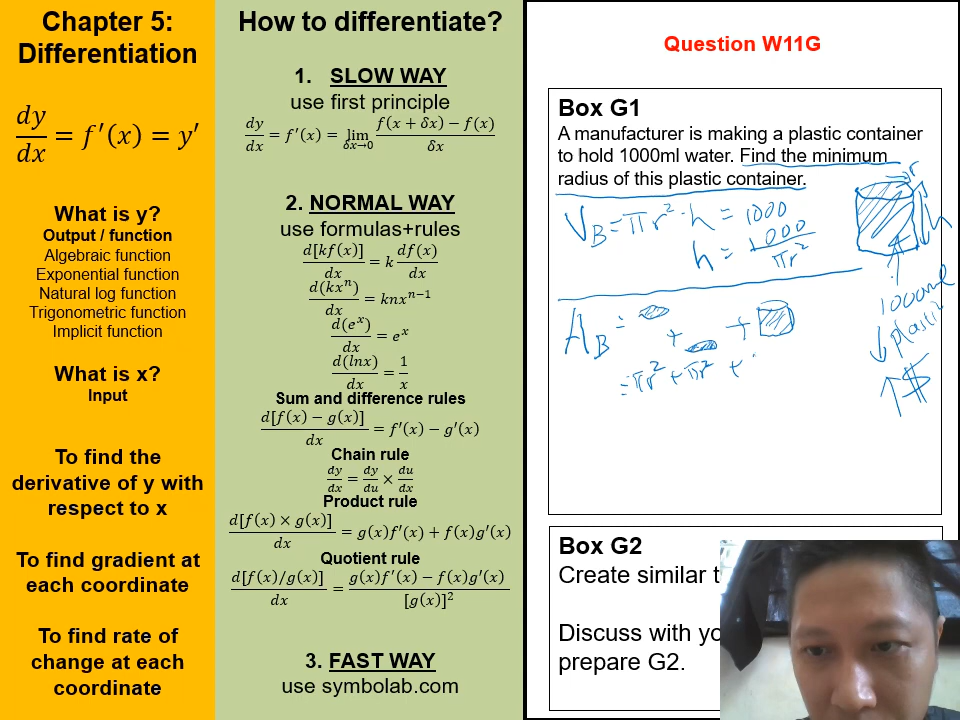 Chapter 5:
Differentiation
dy/dx = f′(x) = y′
What is y?
Output / function
Algebraic function
Exponential function
Natural log function
Trigonometric function
Implicit function
What is x?
Input
To find the
derivative of y with
respect to x
To find gradient at
each coordinate
To find rate of
change at each
coordinate
How to differentiate?
1. SLOW WAY
use first principle
dy/dx = f′(x) = lim δx→0 f(x + δx) − f(x) / δx
2. NORMAL WAY
use formulas+rules
d[kf(x)]/dx = k df(x)/dx
d(kxⁿ)/dx = knxⁿ⁻¹
d(eˣ)/dx = eˣ
d(lnx)/dx = 1/x
Sum and difference rules
d[f(x) − g(x)]/dx = f′(x) − g′(x)
Chain rule
dy/dx = dy/du × du/dx
Product rule
d[f(x) × g(x)]/dx = g(x)f′(x) + f(x)g′(x)
Quotient rule
d[f(x)/g(x)]/dx = g(x)f′(x) − f(x)g′(x) / [g(x)]²
3. FAST WAY
use symbolab.com
Question W11G
Box G1
A manufacturer is making a plastic container
to hold 1000ml water. Find the minimum
radius of this plastic container.
V_B = πr² · h = 1000
h = 1000/πr²
r
h
1000ml
↓ plastic
↑ $
A_B = + +
= πr² + πr² +
Box G2
Create similar
Discuss with
prepare G2.